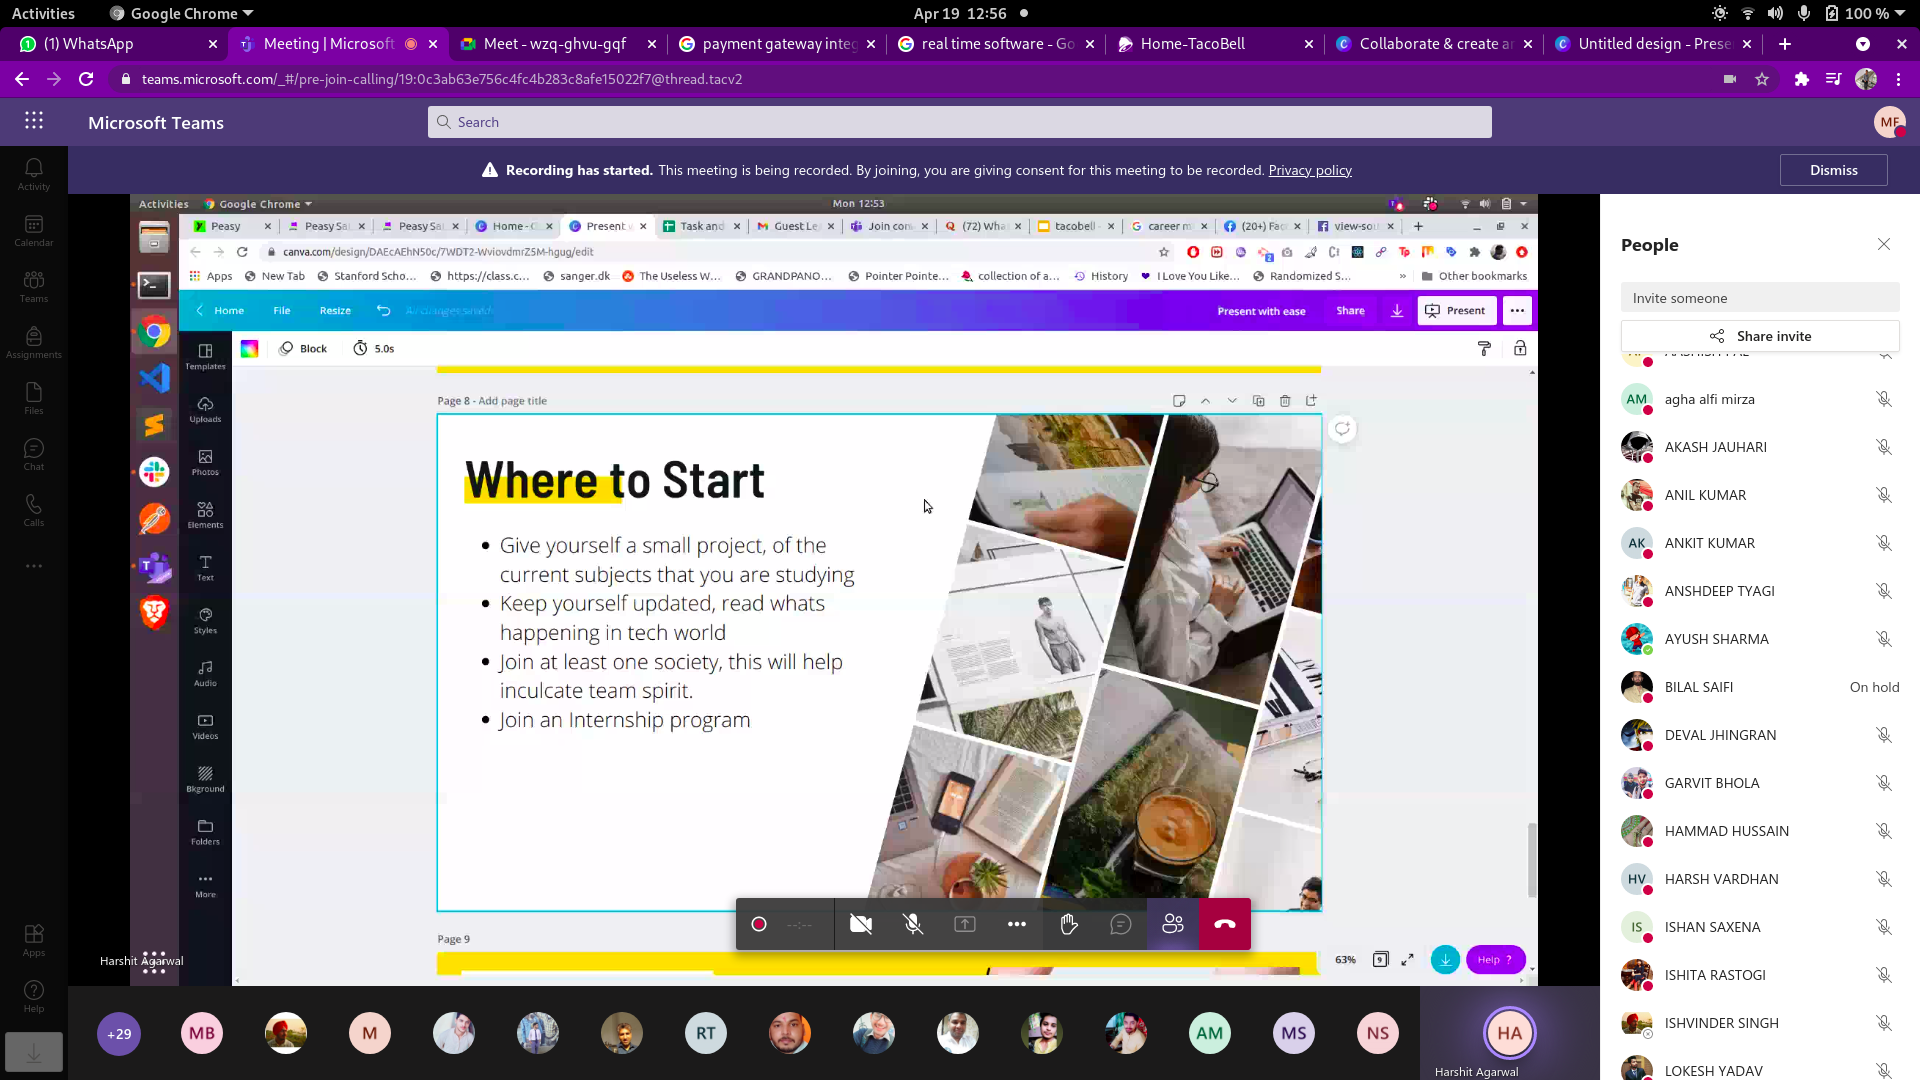 Activities
Google Chrome
Apr 19 12:56
100 %
(1) WhatsApp
Meeting | Microsoft
Meet - wzq-ghvu-gqf
payment gateway integ
real time software - Go
Home-TacoBell
Collaborate & create a
Untitled design - Prese
teams.microsoft.com/_#/pre-join-calling/19:0c3ab63e756c4fc4b283c8afe15022f7@thread.tacv2
Microsoft Teams
Search
MF
Recording has started. This meeting is being recorded. By joining, you are giving consent for this meeting to be recorded. Privacy policy
Dismiss
Activity
Calendar
Teams
Assignments
Files
Chat
Calls
Apps
Help
Activities
Google Chrome
Mon 12:53
Peasy
Peasy Sa
Peasy Sa
Home - C
Present
Task and
Guest Le
Join con
(72) Wha
tacobell -
career m
(20+) Fac
view-sou
canva.com/design/DAEcAEhN50c/7WDT2-WviovdmrZ5M-hgug/edit
Apps
New Tab
Stanford Scho...
https://class.c...
sanger.dk
The Useless W...
GRANDPANO...
Pointer Pointe...
collection of a...
History
I Love You Like...
Randomized S...
»
Other bookmarks
Home
File
Resize
All changes saved
Present with ease
Share
Present
Block
5.0s
Templates
Uploads
Photos
Elements
Text
Styles
Audio
Videos
Bkground
Folders
More
Page 8 - Add page title
Where to Start
• Give yourself a small project, of the
current subjects that you are studying
• Keep yourself updated, read whats
happening in tech world
• Join at least one society, this will help
inculcate team spirit.
• Join an Internship program
--:--
Page 9
63%
9
Help ?
Harshit Agarwal
+29
MB
M
RT
AM
MS
NS
HA
Harshit Agarwal
People
Invite someone
Share invite
AM
agha alfi mirza
AKASH JAUHARI
ANIL KUMAR
AK
ANKIT KUMAR
ANSHDEEP TYAGI
AYUSH SHARMA
BILAL SAIFI
On hold
DEVAL JHINGRAN
GARVIT BHOLA
HAMMAD HUSSAIN
HV
HARSH VARDHAN
IS
ISHAN SAXENA
ISHITA RASTOGI
ISHVINDER SINGH
LOKESH YADAV